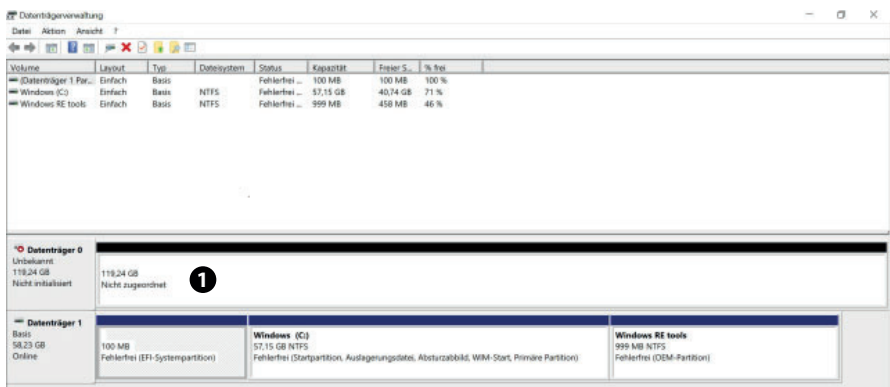 Datenträgerverwaltung
Datei Aktion Ansicht ?
Volume Layout Typ Dateisystem Status Kapazität Freier S... % frei
(Datenträger 1 Par... Einfach Basis Fehlerfrei ... 100 MB 100 MB 100 %
Windows (C:) Einfach Basis NTFS Fehlerfrei ... 57,15 GB 40,74 GB 71 %
Windows RE tools Einfach Basis NTFS Fehlerfrei ... 999 MB 458 MB 46 %
Datenträger 0
Unbekannt
119,24 GB
Nicht initialisiert
119,24 GB
Nicht zugeordnet
1
Datenträger 1
Basis
58,23 GB
Online
100 MB
Fehlerfrei (EFI-Systempartition)
Windows (C:)
57,15 GB NTFS
Fehlerfrei (Startpartition, Auslagerungsdatei, Absturzabbild, WIM-Start, Primäre Partition)
Windows RE tools
999 MB NTFS
Fehlerfrei (OEM-Partition)